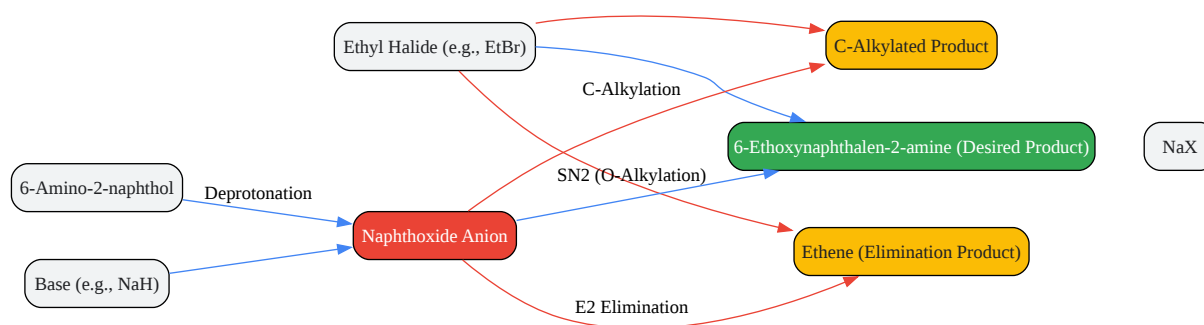 Ethyl Halide (e.g., EtBr)
C-Alkylated Product
C-Alkylation
6-Ethoxynaphthalen-2-amine (Desired Product)
NaX
6-Amino-2-naphthol
Deprotonation
SN2 (O-Alkylation)
Naphthoxide Anion
Ethene (Elimination Product)
Base (e.g., NaH)
E2 Elimination